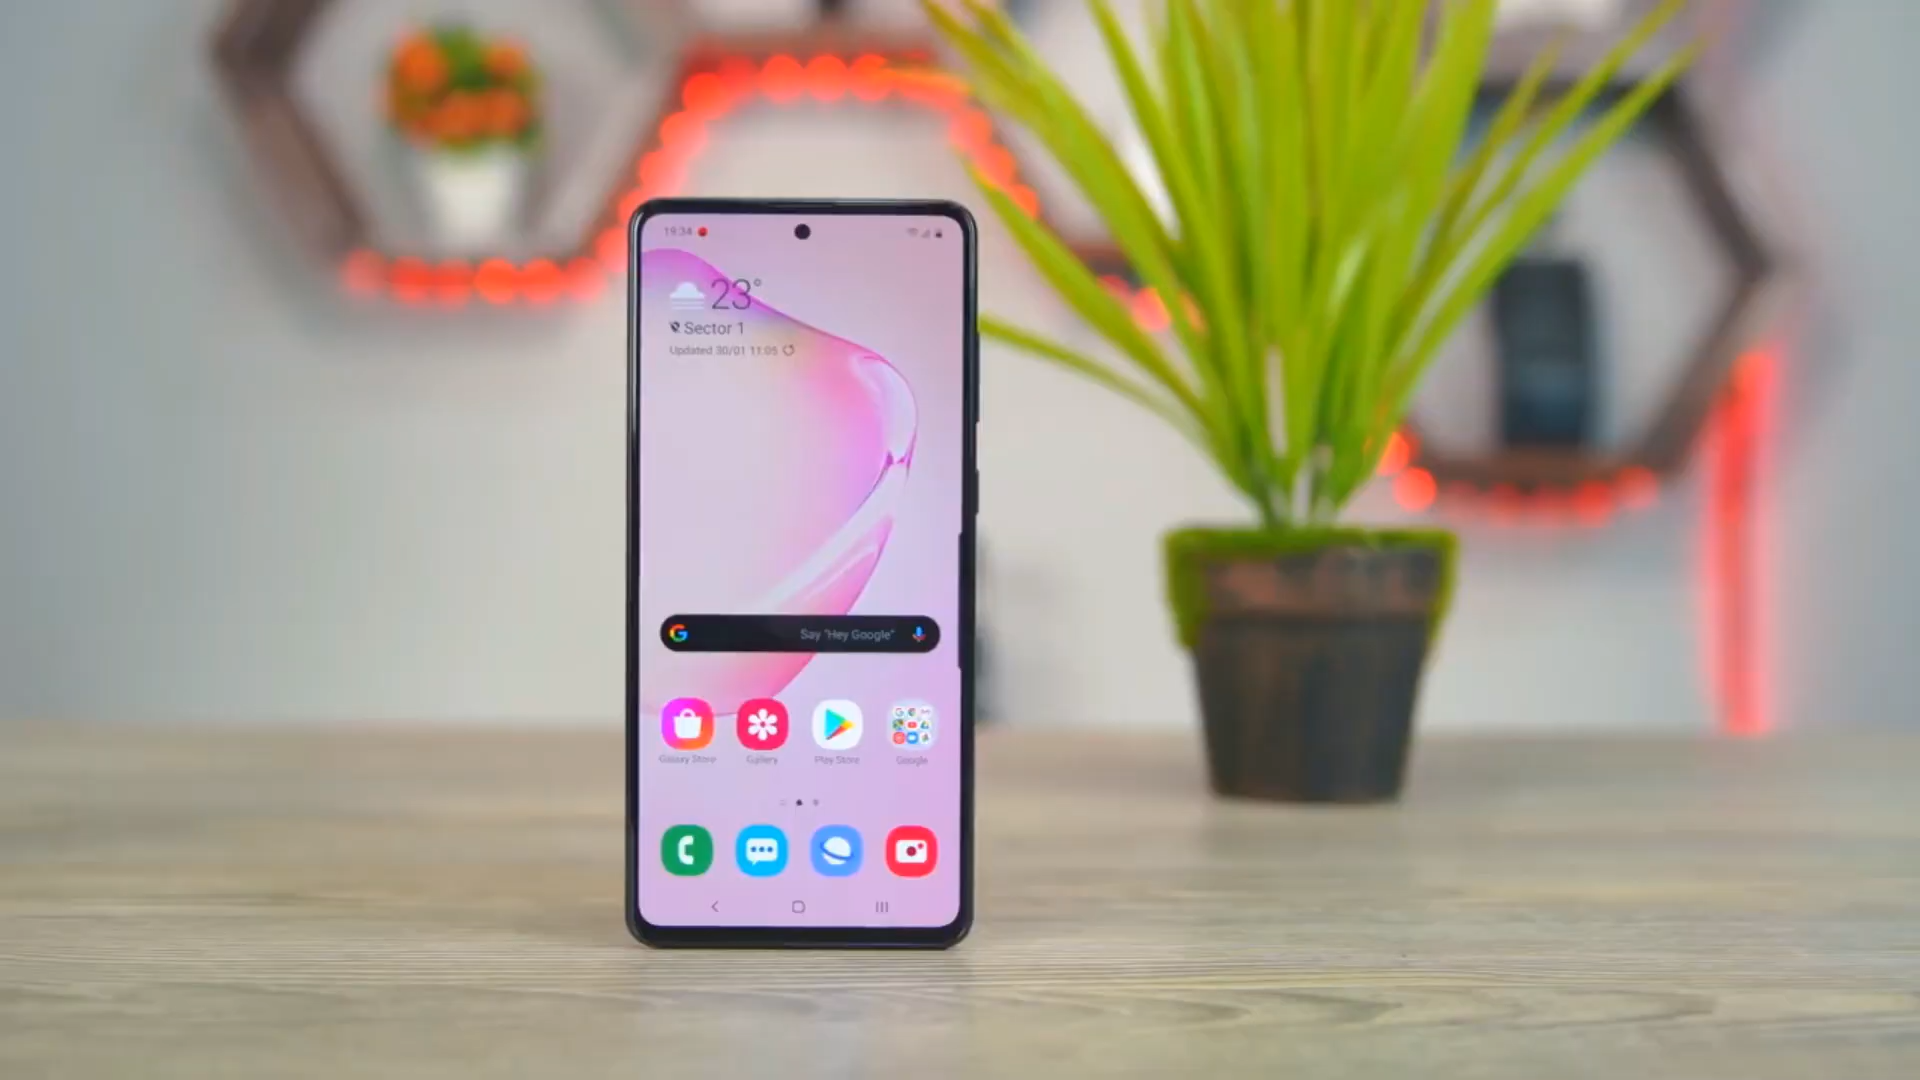 19:34
23°
Sector 1
Updated 30/01 11:05
Say "Hey Google"
Galaxy Store
Gallery
Play Store
Google